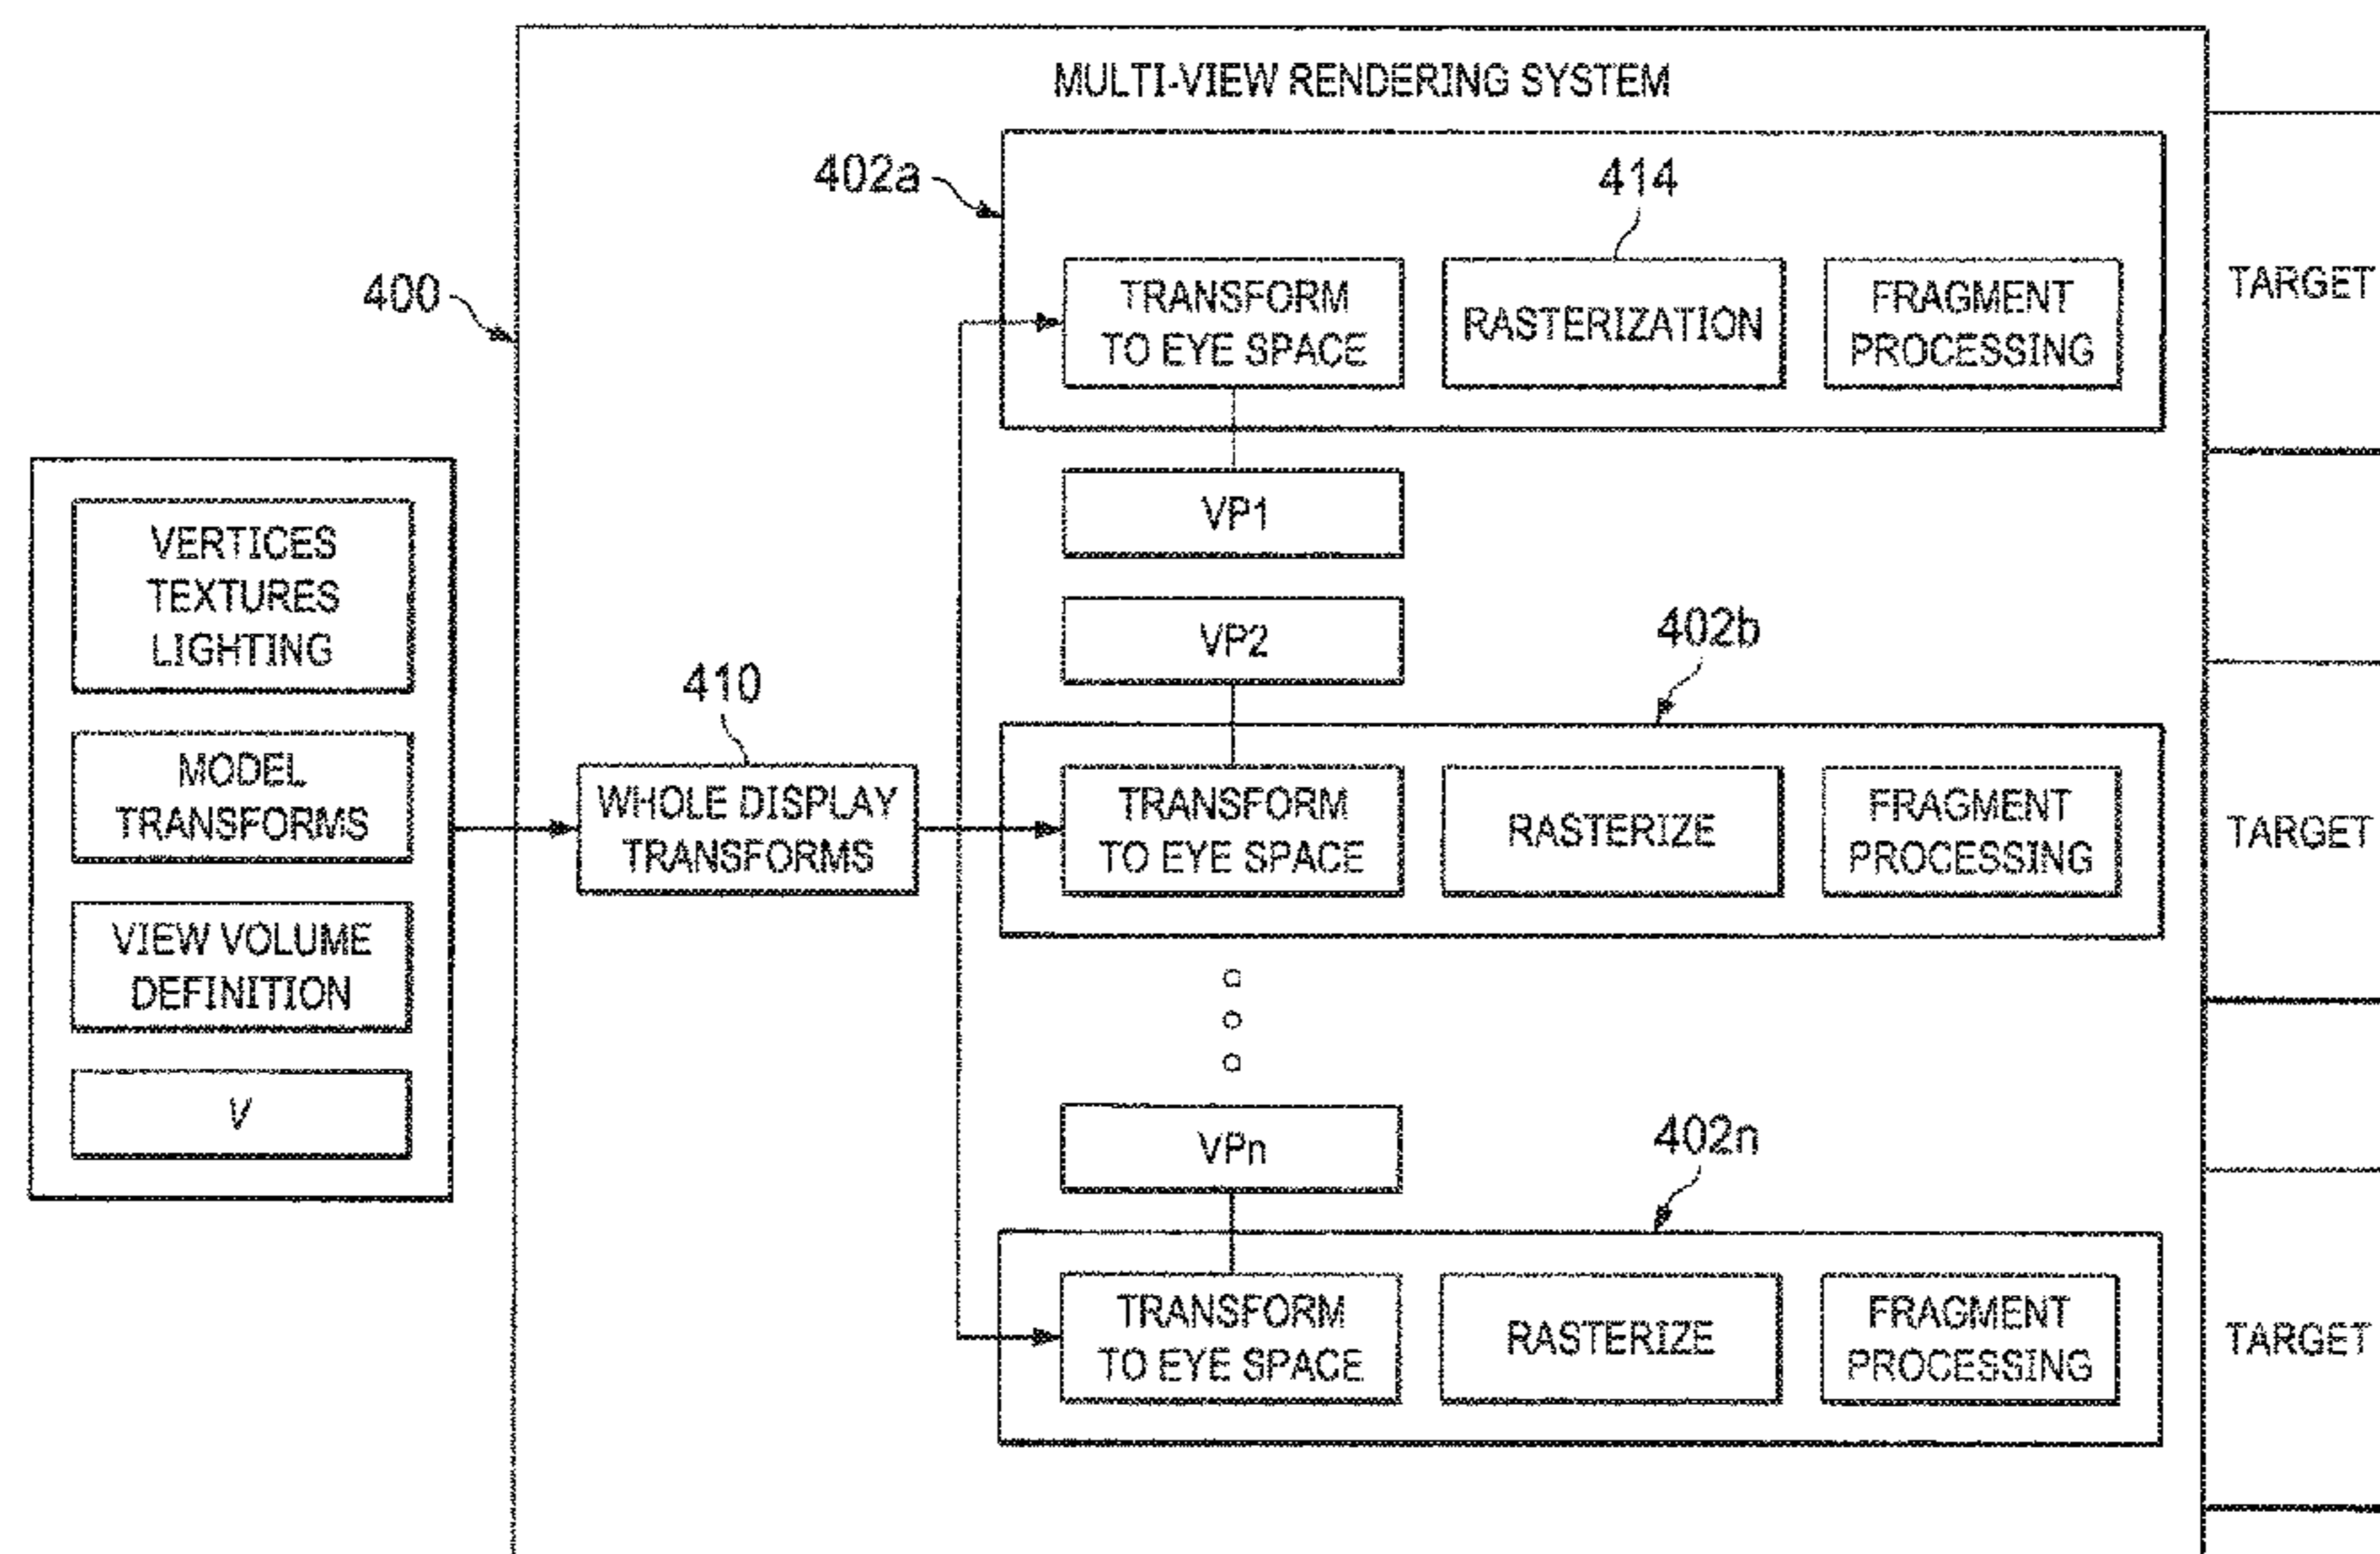 MULTI-VIEW RENDERING SYSTEM
402a
414
400
TRANSFORM
TO EYE SPACE
RASTERIZATION
FRAGMENT
PROCESSING
TARGET
VP1
VERTICES
TEXTURES
LIGHTING
VP2
402b
410
MODEL
TRANSFORMS
WHOLE DISPLAY
TRANSFORMS
TRANSFORM
TO EYE SPACE
RASTERIZE
FRAGMENT
PROCESSING
TARGET
VIEW VOLUME
DEFINITION
V
VPn
402n
TRANSFORM
TO EYE SPACE
RASTERIZE
FRAGMENT
PROCESSING
TARGET